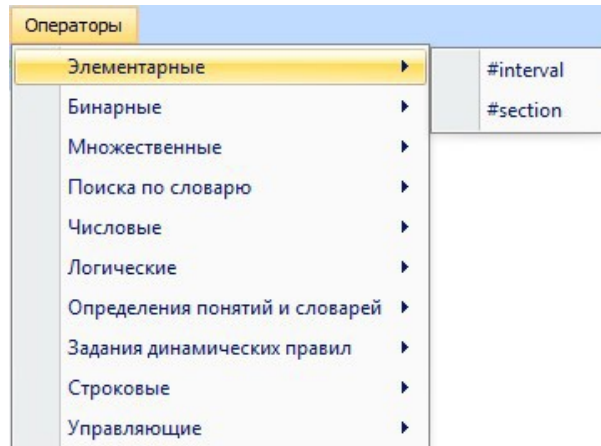 Операторы
Элементарные
#interval
Бинарные
#section
Множественные
Поиска по словарю
Числовые
Логические
Определения понятий и словарей
Задания динамических правил
Строковые
Управляющие